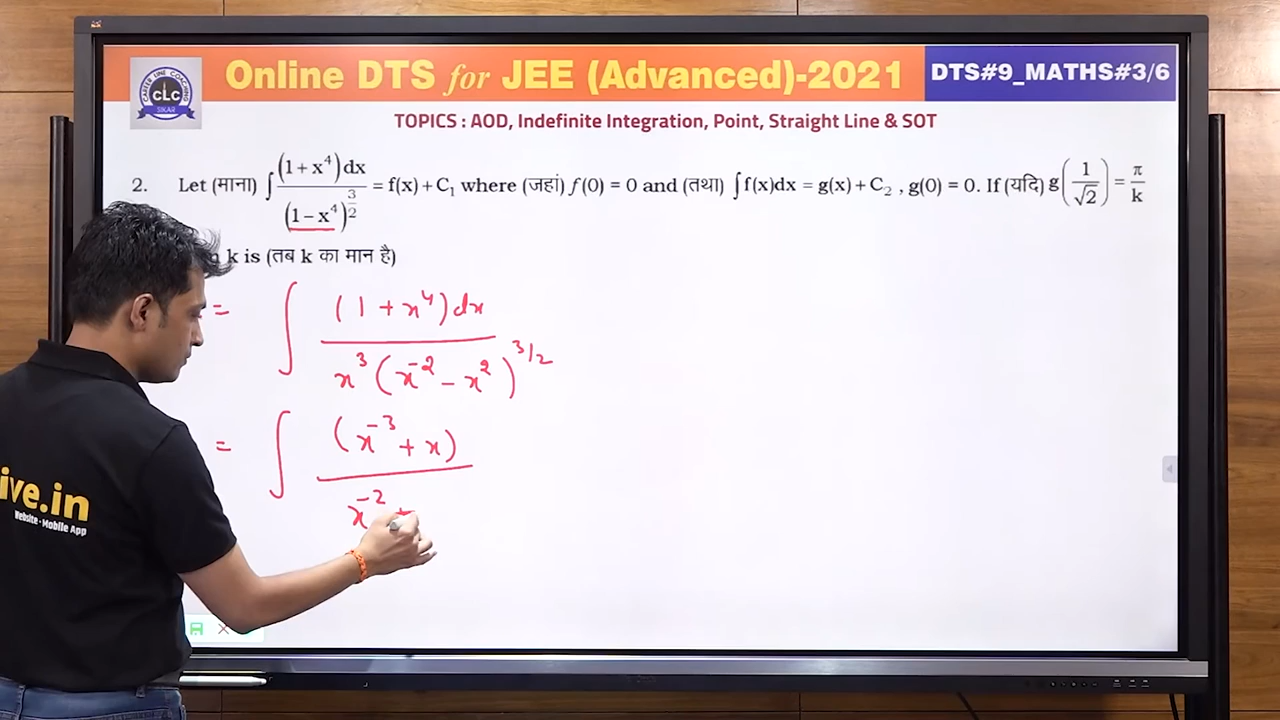 Online DTS for JEE (Advanced)-2021
DTS#9_MATHS#3/6
CLC
SIKAR
TOPICS : AOD, Indefinite Integration, Point, Straight Line & SOT
2. Let (माना) ∫ (1+x⁴)dx / (1−x⁴)^(3/2) = f(x)+C₁ where (जहां) f(0) = 0 and (तथा) ∫f(x)dx = g(x)+C₂, g(0) = 0. If (यदि) g(1/√2) = π/k
k is (तब k का मान है)
= ∫ (1+x⁴)dx / x³(x⁻²−x²)^3/2
= ∫ (x⁻³+x) / x⁻²
ive.in
Website•Mobile App